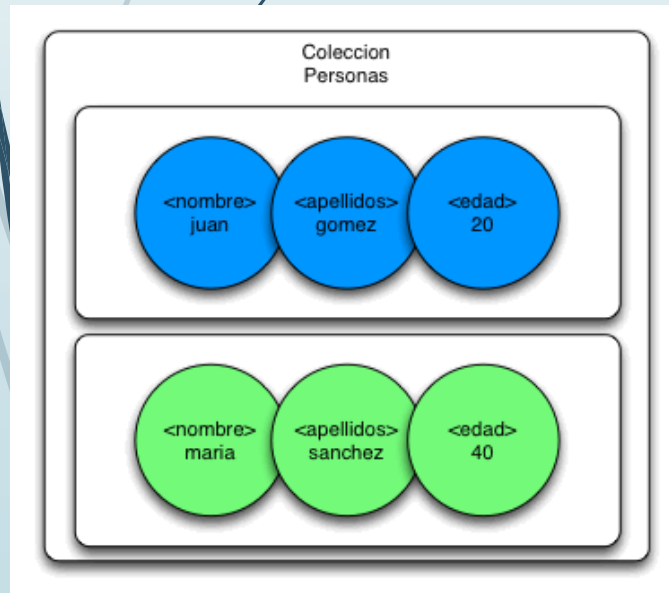 Coleccion
Personas
<nombre> <apellidos> <edad>
juan gomez 20
<nombre> <apellidos> <edad>
maria sanchez 40